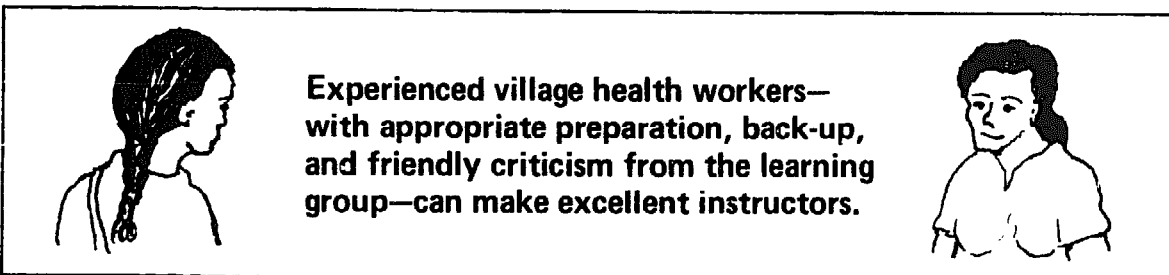 Experienced village health workers—
with appropriate preparation, back-up,
and friendly criticism from the learning
group—can make excellent instructors.